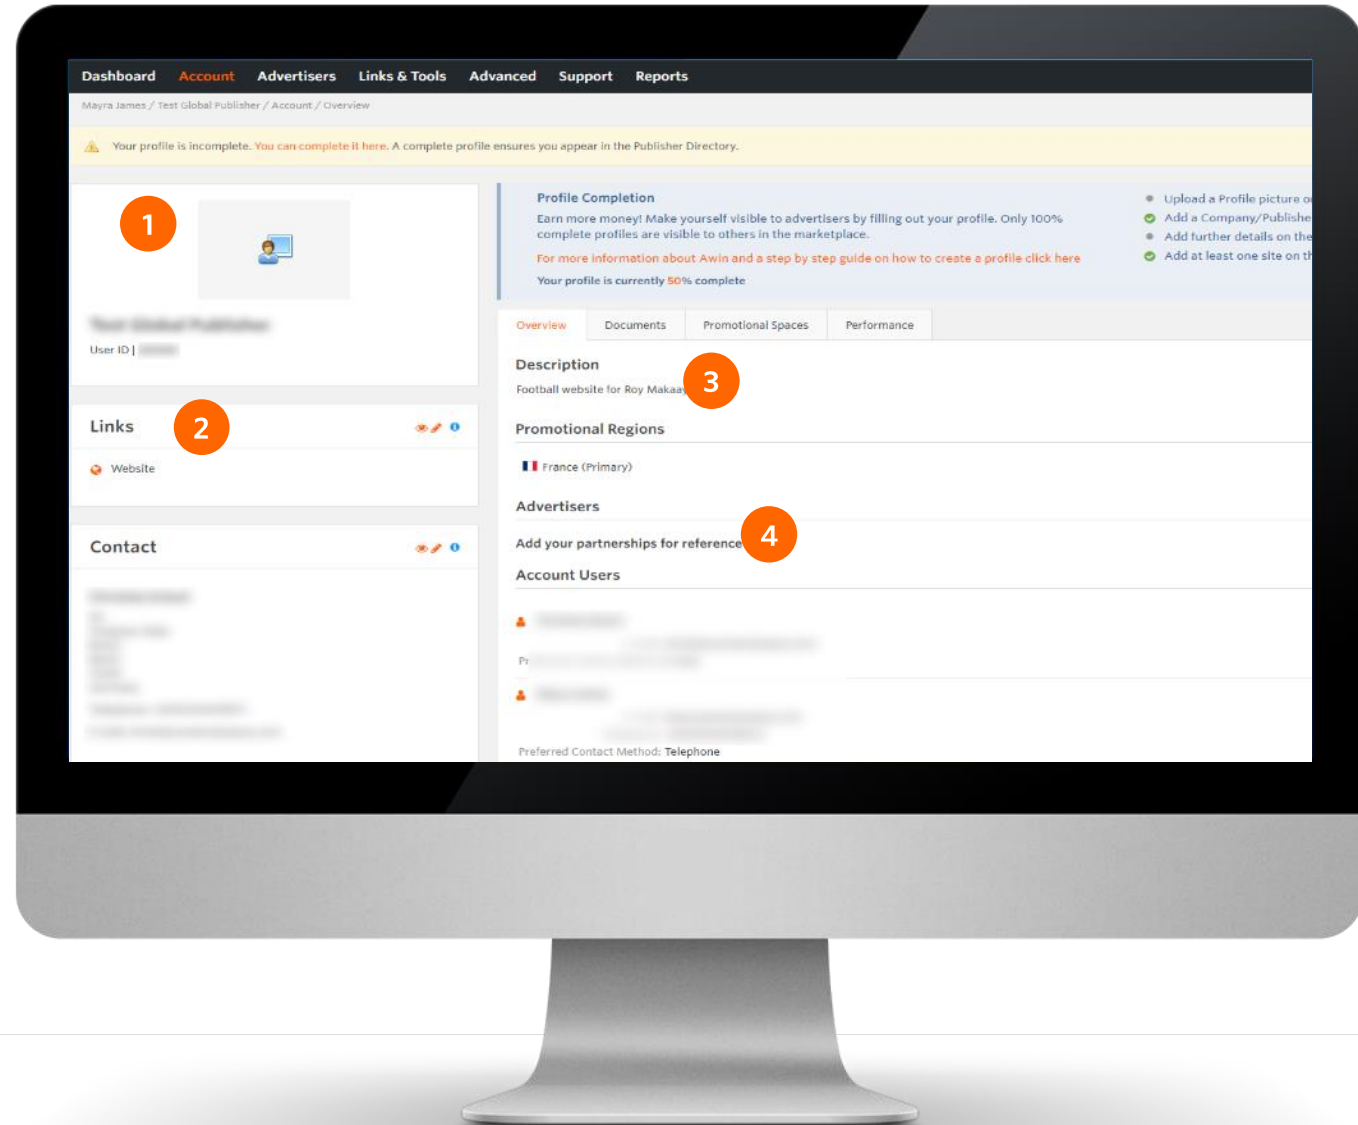 Dashboard Account Advertisers Links & Tools Advanced Support Reports
Mayra James / Test Global Publisher / Account / Overview
Your profile is incomplete. You can complete it here. A complete profile ensures you appear in the Publisher Directory.
1
User ID |
2
Links
Website
Contact
Profile Completion
Earn more money! Make yourself visible to advertisers by filling out your profile. Only 100%
complete profiles are visible to others in the marketplace.
For more information about Awin and a step by step guide on how to create a profile click here
Your profile is currently 50% complete
Upload a Profile picture o
Add a Company/Publishe
Add further details on the
Add at least one site on th
Overview Documents Promotional Spaces Performance
Description
3
Football website for Roy Makaay
Promotional Regions
France (Primary)
Advertisers
4
Add your partnerships for reference
Account Users
Preferred Contact Method: Telephone